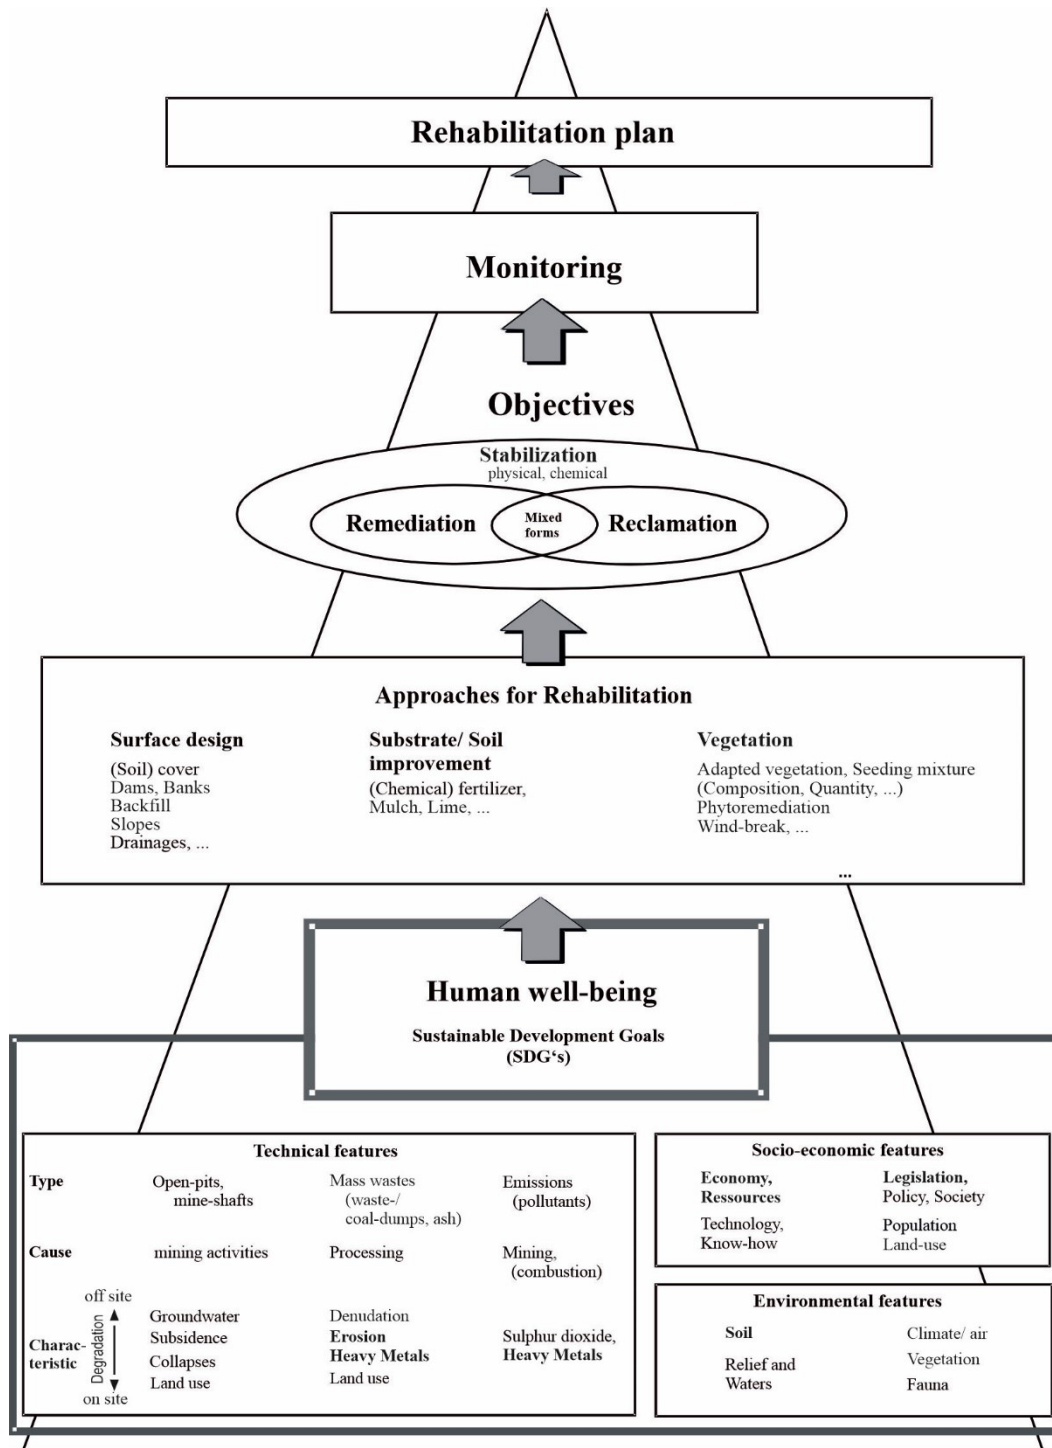 Rehabilitation plan
Monitoring
Objectives
Stabilization
physical, chemical
Remediation
Mixed
forms
Reclamation
Approaches for Rehabilitation
Surface design
(Soil) cover
Dams, Banks
Backfill
Slopes
Drainages, ...
Substrate/ Soil
improvement
(Chemical) fertilizer,
Mulch, Lime, ...
Vegetation
Adapted vegetation, Seeding mixture
(Composition, Quantity, ...)
Phytoremediation
Wind-break, ...
...
Human well-being
Sustainable Development Goals
(SDG‘s)
Technical features
Type
Open-pits,
mine-shafts
Mass wastes
(waste-/
coal-dumps, ash)
Emissions
(pollutants)
Cause
mining activities
Processing
Mining,
(combustion)
Charac-
teristic
off site
Degradation
on site
Groundwater
Subsidence
Collapses
Land use
Denudation
Erosion
Heavy Metals
Land use
Sulphur dioxide,
Heavy Metals
Socio-economic features
Economy,
Ressources
Legislation,
Policy, Society
Technology,
Know-how
Population
Land-use
Environmental features
Soil
Relief and
Waters
Climate/ air
Vegetation
Fauna